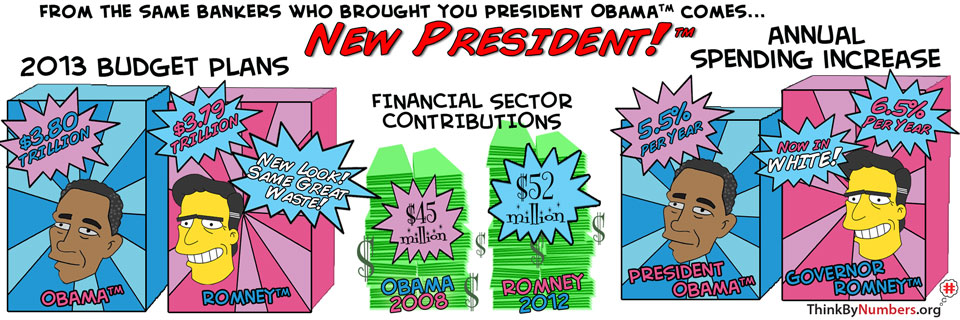 FROM THE SAME BANKERS WHO BROUGHT YOU PRESIDENT OBAMA™ COMES...
NEW PRESIDENT!™
2013 BUDGET PLANS
$3.80
TRILLION
OBAMA™
$3.79
TRILLION
NEW LOOK!
SAME GREAT
WASTE!
ROMNEY™
FINANCIAL SECTOR
CONTRIBUTIONS
$45
million
$
$
$
OBAMA
2008
$52
million
$
$
ROMNEY
2012
ANNUAL
SPENDING INCREASE
5.5%
PER YEAR
PRESIDENT
OBAMA™
6.5%
PER YEAR
NOW IN
WHITE!
GOVERNOR
ROMNEY™
ThinkByNumbers.org
#